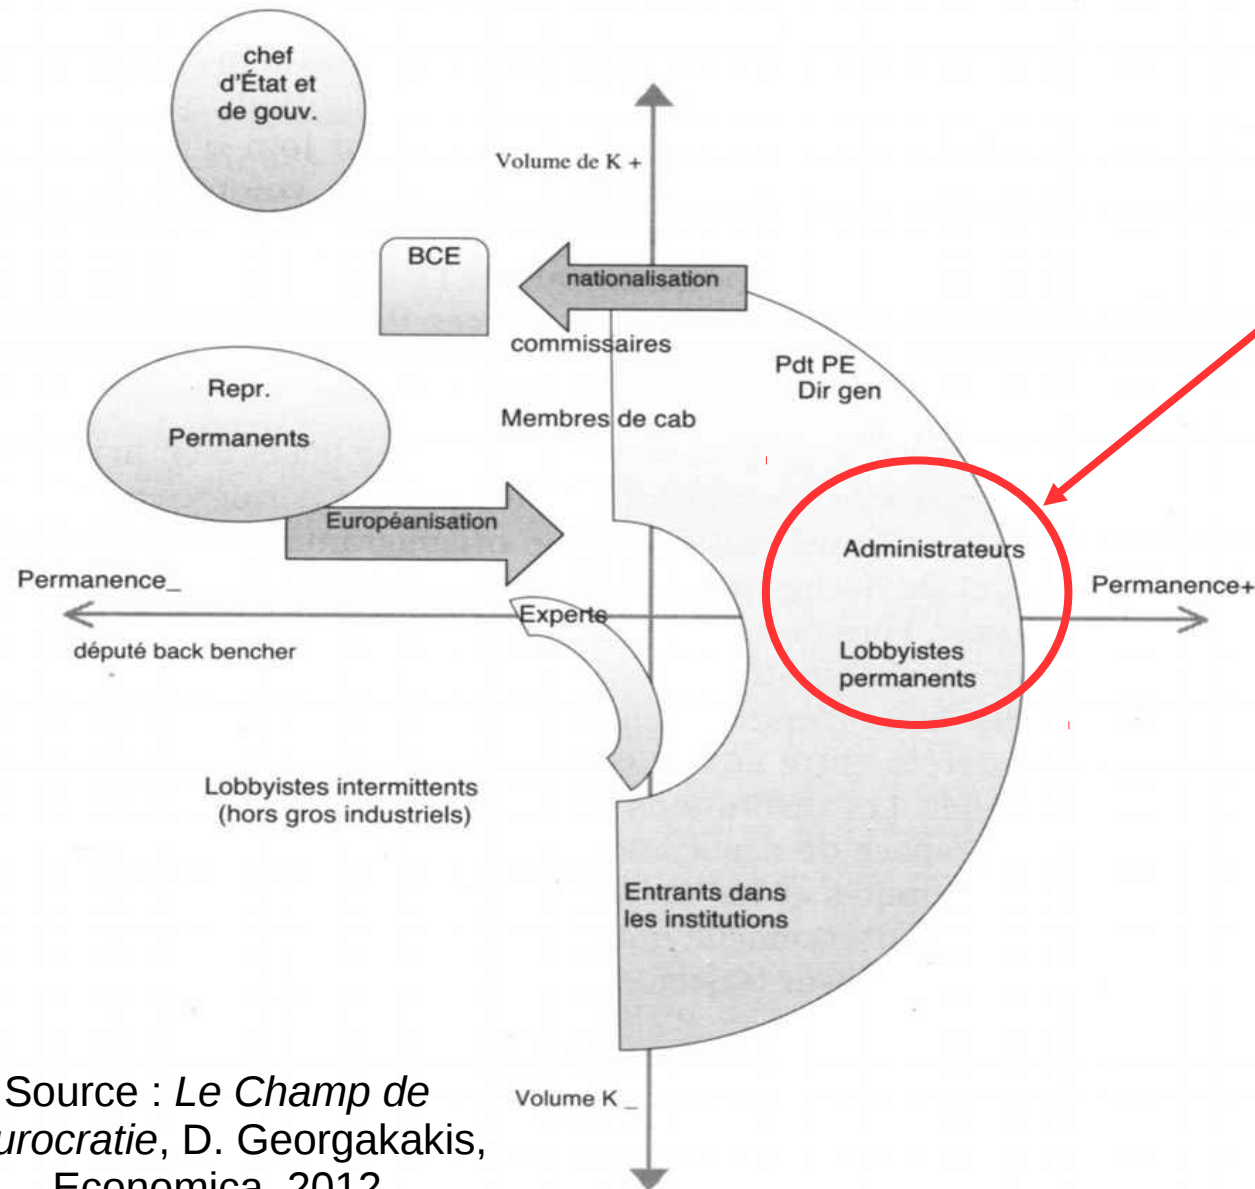 chef
d'État et
de gouv.
Volume de K +
BCE
nationalisation
commissaires
Pdt PE
Dir gen
Repr.
Permanents
Membres de cab
Européanisation
Administrateurs
Permanence_
Permanence+
Experts
député back bencher
Lobbyistes
permanents
Lobbyistes intermittents
(hors gros industriels)
Entrants dans
les institutions
Volume K _
Source : Le Champ de
urocratie, D. Georgakakis,
Economica, 2012